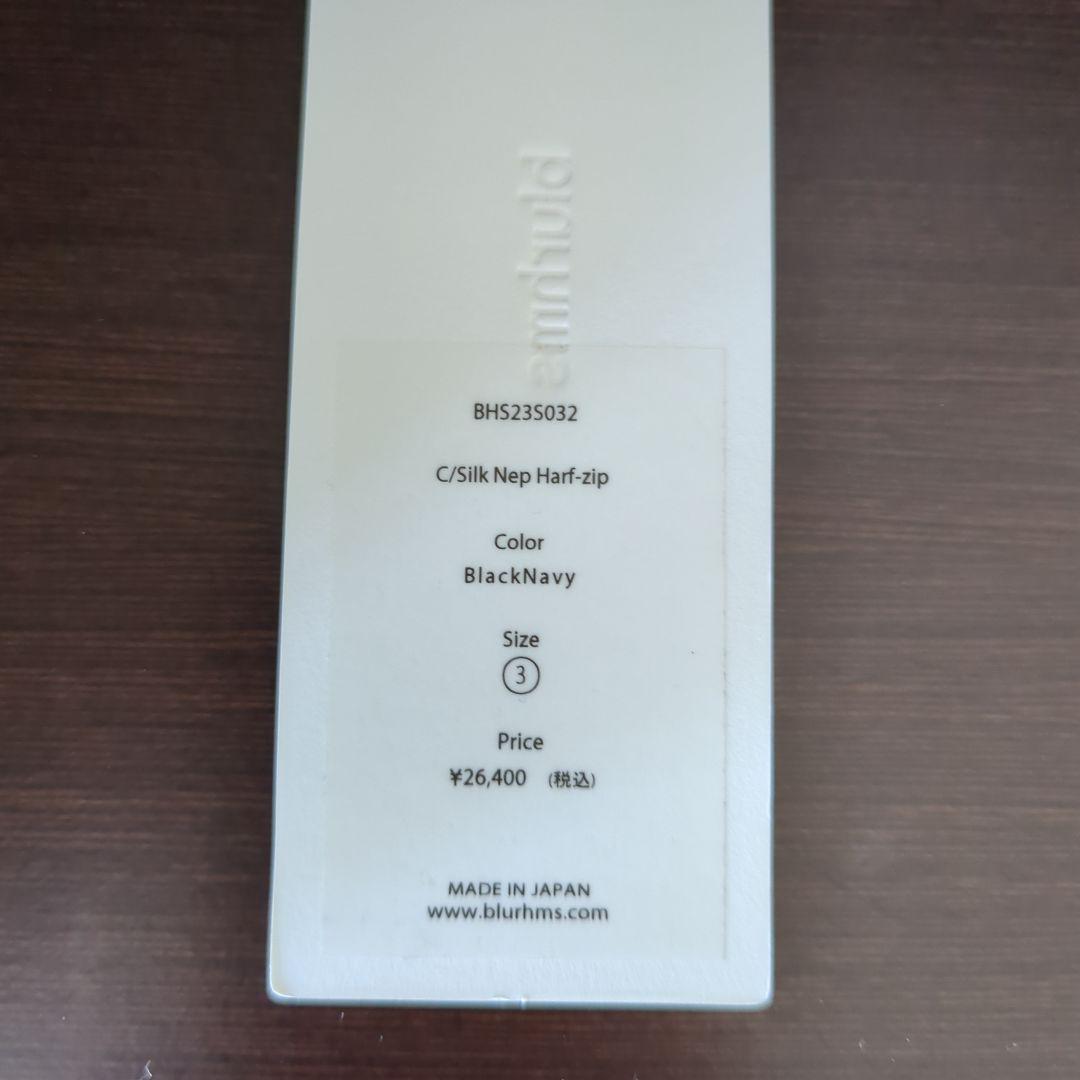 blurhms
BHS23S032
C/Silk Nep Harf-zip
Color
BlackNavy
Size
③
Price
¥26,400 (税込)
MADE IN JAPAN
www.blurhms.com